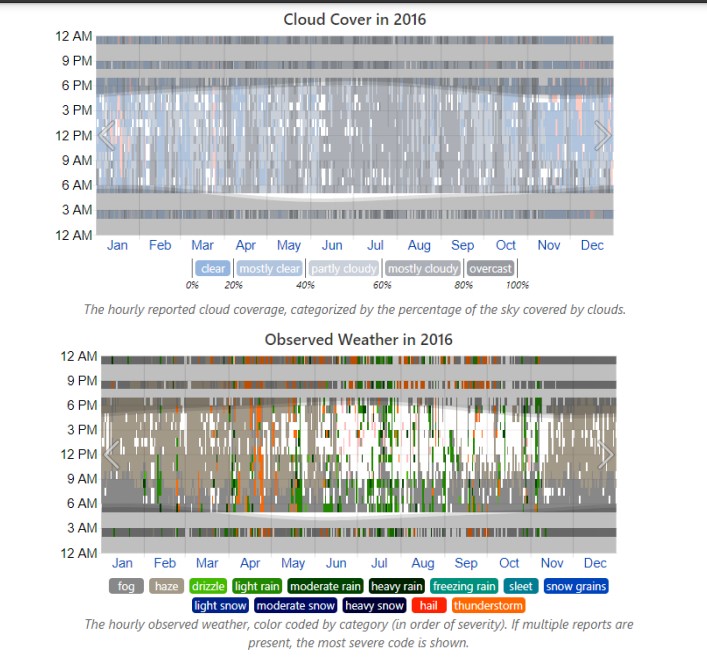 Cloud Cover in 2016
12 AM
9 PM
6 PM
3 PM
12 PM
9 AM
6 AM
3 AM
12 AM
Jan Feb Mar Apr May Jun Jul Aug Sep Oct Nov Dec
clear mostly clear partly cloudy mostly cloudy overcast
0% 20% 40% 60% 80% 100%
The hourly reported cloud coverage, categorized by the percentage of the sky covered by clouds.
Observed Weather in 2016
12 AM
9 PM
6 PM
3 PM
12 PM
9 AM
6 AM
3 AM
12 AM
Jan Feb Mar Apr May Jun Jul Aug Sep Oct Nov Dec
fog haze drizzle light rain moderate rain heavy rain freezing rain sleet snow grains
light snow moderate snow heavy snow hail thunderstorm
The hourly observed weather, color coded by category (in order of severity). If multiple reports are
present, the most severe code is shown.